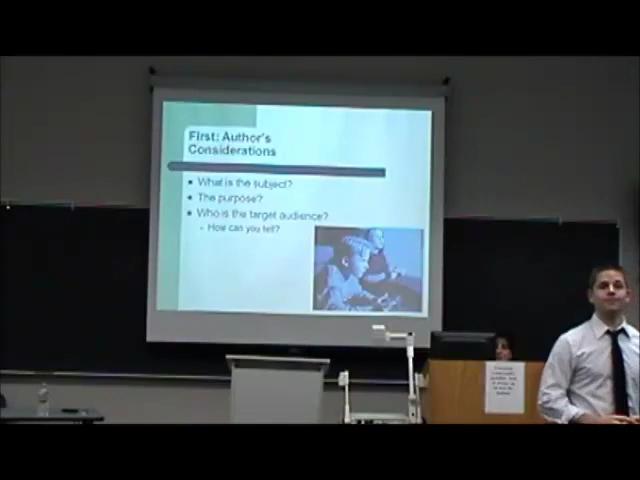 First: Author's
Considerations
What is the subject?
The purpose?
Who is the target audience?
- How can you tell?